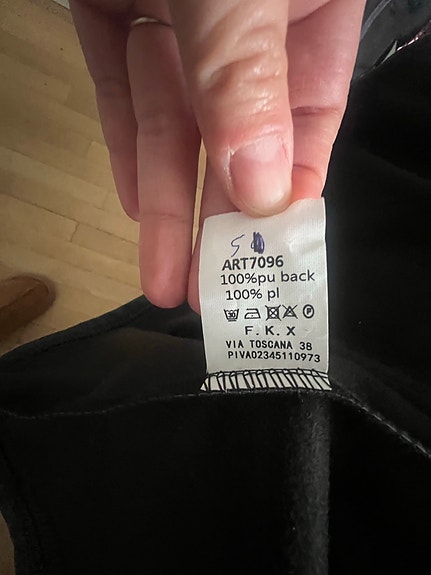 S
ART7096
100%pu back
100% pl
F. K. X
VIA TOSCANA 38
PIVA02345110973